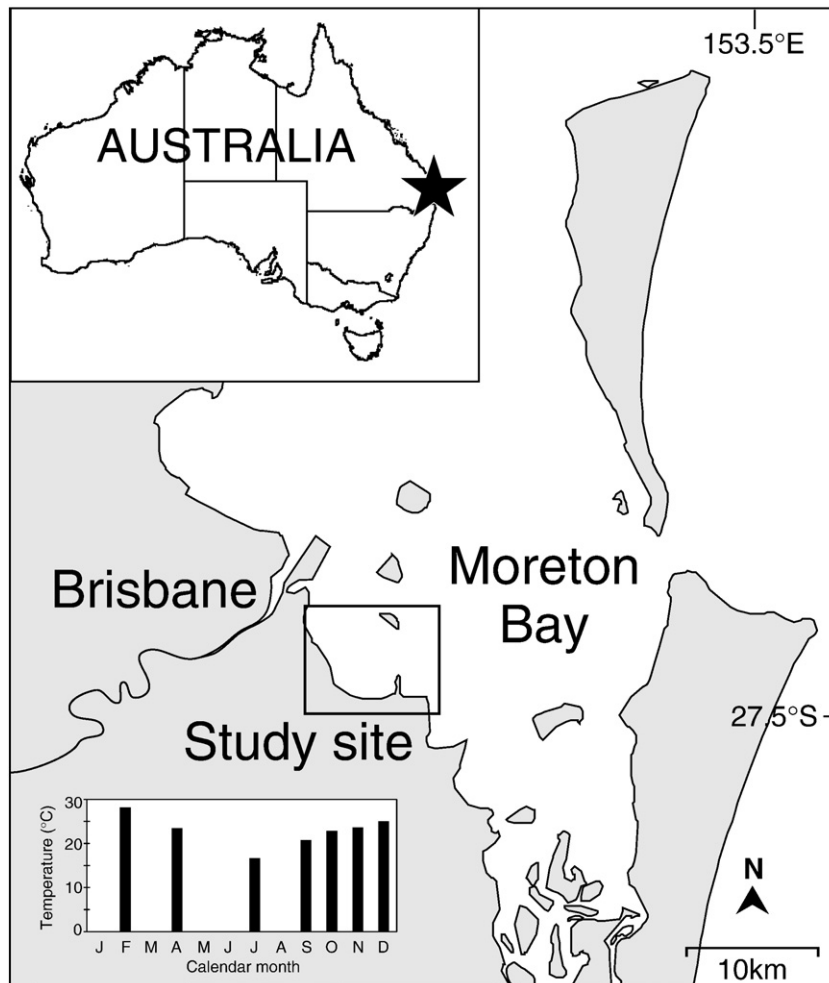 153.5°E
AUSTRALIA
Brisbane
Moreton
Bay
27.5°S
Study site
30
20
10
0
Temperature (°C)
J F M A M J J A S O N D
Calendar month
N
10km